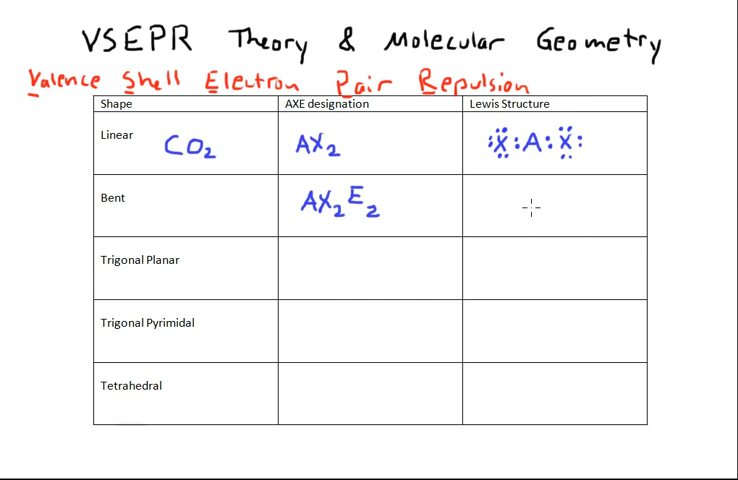 VSEPR Theory & Molecular Geometry
Valence Shell Electron Pair Repulsion
Shape AXE designation Lewis Structure
Linear CO2 AX2 :X:A:X:
Bent AX2E2
Trigonal Planar
Trigonal Pyrimidal
Tetrahedral